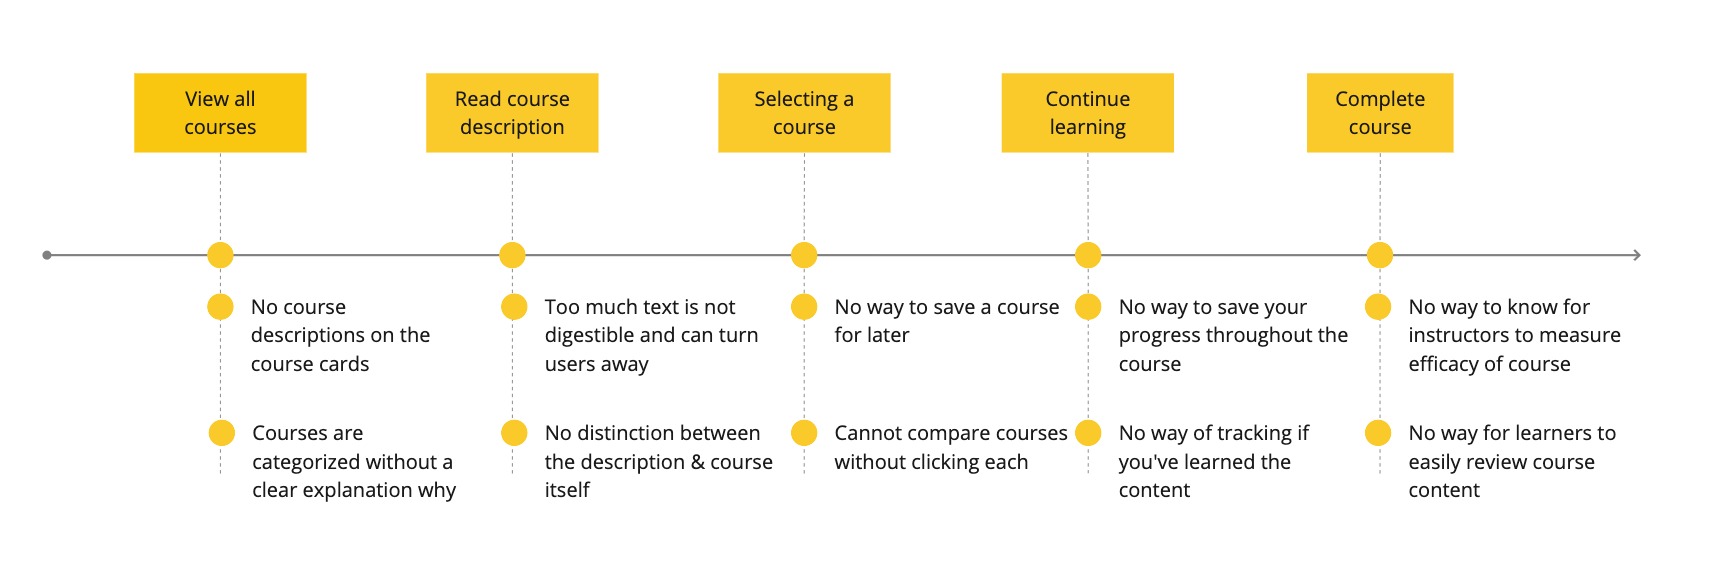 View all
courses
Read course
description
Selecting a
course
Continue
learning
Complete
course
No course
descriptions on the
course cards
Too much text is not
digestible and can turn
users away
No way to save a course
for later
No way to save your
progress throughout the
course
No way to know for
instructors to measure
efficacy of course
Courses are
categorized without a
clear explanation why
No distinction between
the description & course
itself
Cannot compare courses
without clicking each
No way of tracking if
you've learned the
content
No way for learners to
easily review course
content